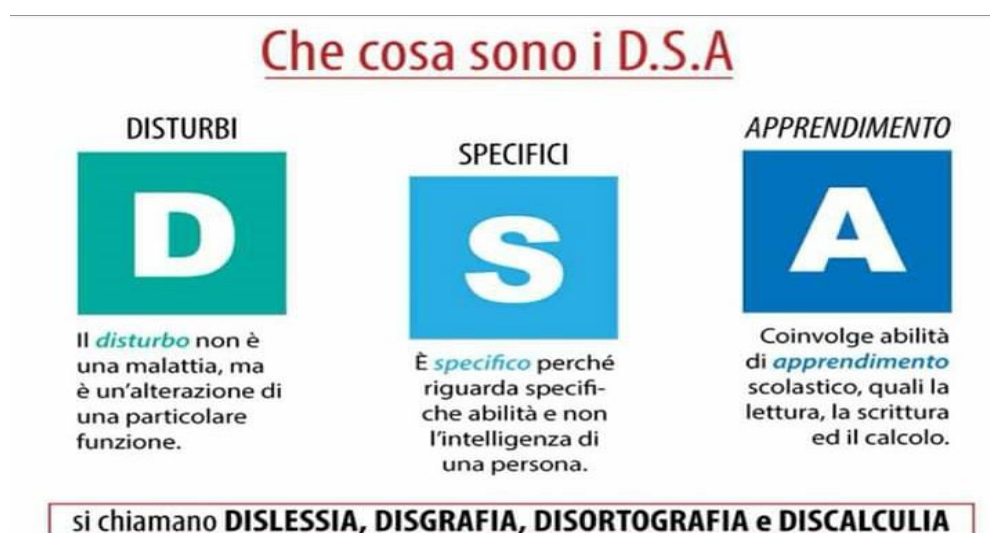 Che cosa sono i D.S.A
DISTURBI
D
Il disturbo non è
una malattia, ma
è un'alterazione di
una particolare
funzione.
SPECIFICI
S
È specifico perché
riguarda specifi-
che abilità e non
l'intelligenza di
una persona.
APPRENDIMENTO
A
Coinvolge abilità
di apprendimento
scolastico, quali la
lettura, la scrittura
ed il calcolo.
si chiamano DISLESSIA, DISGRAFIA, DISORTOGRAFIA e DISCALCULIA